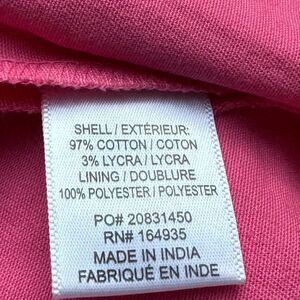 SHELL / EXTÉRIEUR:
97% COTTON / COTON
3% LYCRA / LYCRA
LINING / DOUBLURE
100% POLYESTER / POLYESTER
PO# 20831450
RN# 164935
MADE IN INDIA
FABRIQUÉ EN INDE